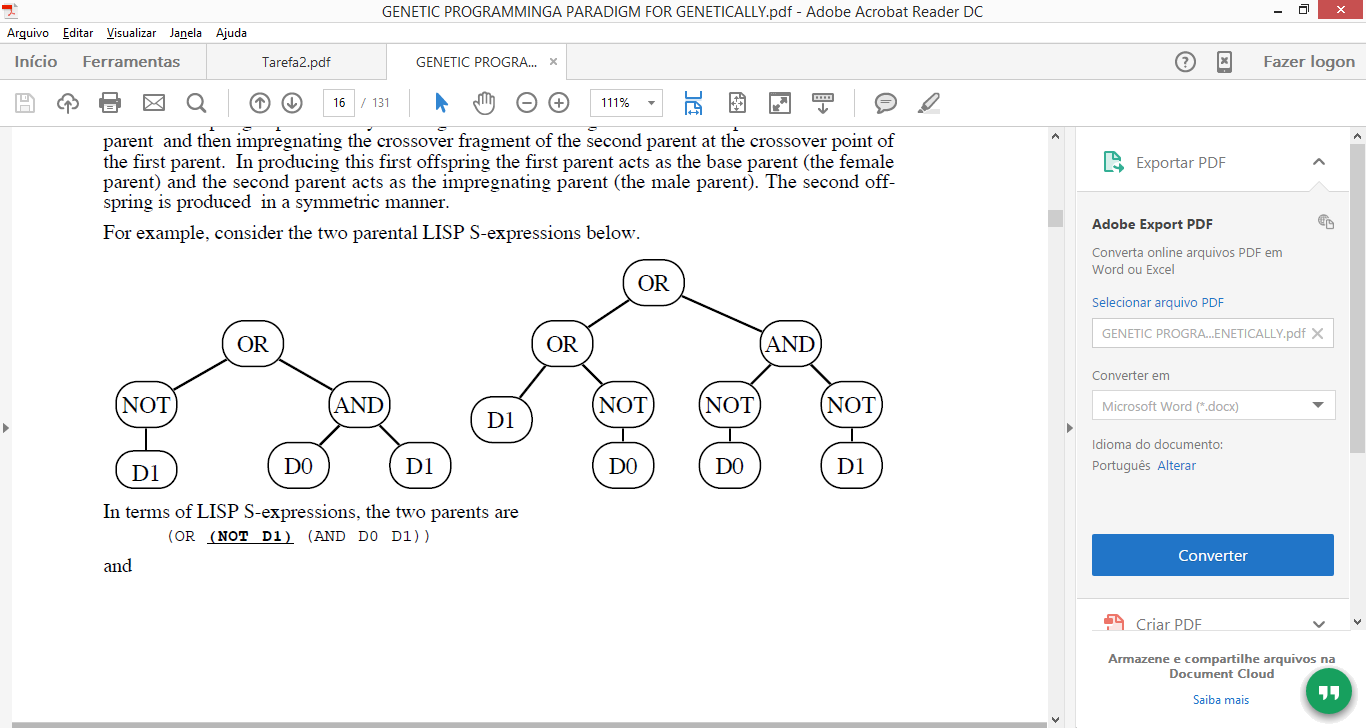 GENETIC PROGRAMMINGA PARADIGM FOR GENETICALLY.pdf - Adobe Acrobat Reader DC
Arquivo Editar Visualizar Janela Ajuda
Início Ferramentas Tarefa2.pdf GENETIC PROGRA... × Fazer logon
16 / 131 111%
parent and then impregnating the crossover fragment of the second parent at the crossover point of
the first parent. In producing this first offspring the first parent acts as the base parent (the female
parent) and the second parent acts as the impregnating parent (the male parent). The second off-
spring is produced in a symmetric manner.
For example, consider the two parental LISP S-expressions below.
OR
OR OR AND
NOT AND D1 NOT NOT NOT
D1 D0 D1 D0 D0 D1
In terms of LISP S-expressions, the two parents are
(OR (NOT D1) (AND D0 D1))
and
Exportar PDF
Adobe Export PDF
Converta online arquivos PDF em
Word ou Excel
Selecionar arquivo PDF
GENETIC PROGRA...ENETICALLY.pdf
Converter em
Microsoft Word (*.docx)
Idioma do documento:
Português Alterar
Converter
Criar PDF
Armazene e compartilhe arquivos na
Document Cloud
Saiba mais